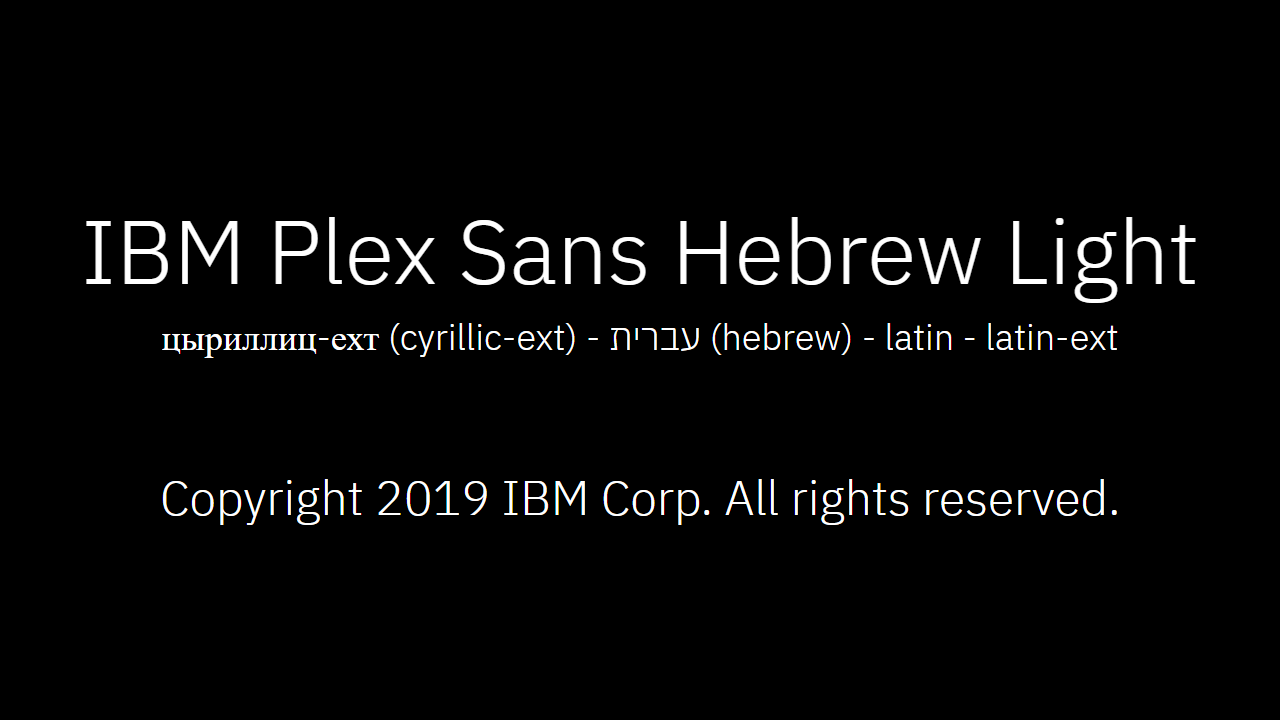 IBM Plex Sans Hebrew Light
цыриллиц-ехт (cyrillic-ext) - עברית (hebrew) - latin - latin-ext
Copyright 2019 IBM Corp. All rights reserved.